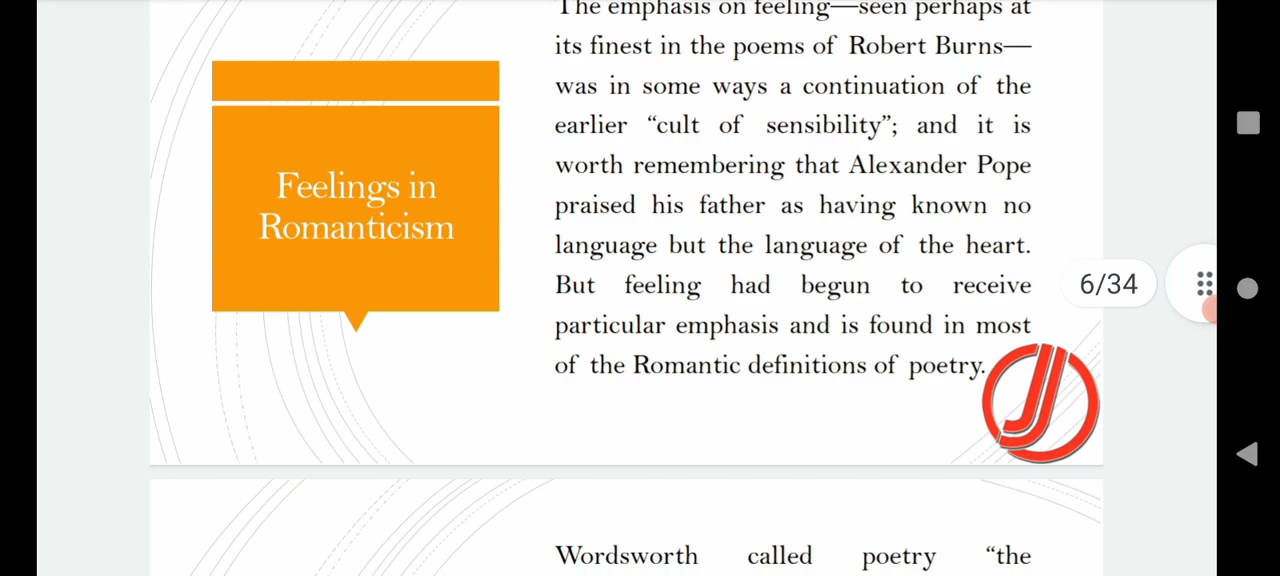 Feelings in
Romanticism
The emphasis on feeling—seen perhaps at
its finest in the poems of Robert Burns—
was in some ways a continuation of the
earlier “cult of sensibility”; and it is
worth remembering that Alexander Pope
praised his father as having known no
language but the language of the heart.
But feeling had begun to receive
particular emphasis and is found in most
of the Romantic definitions of poetry.
6/34
Wordsworth called poetry “the